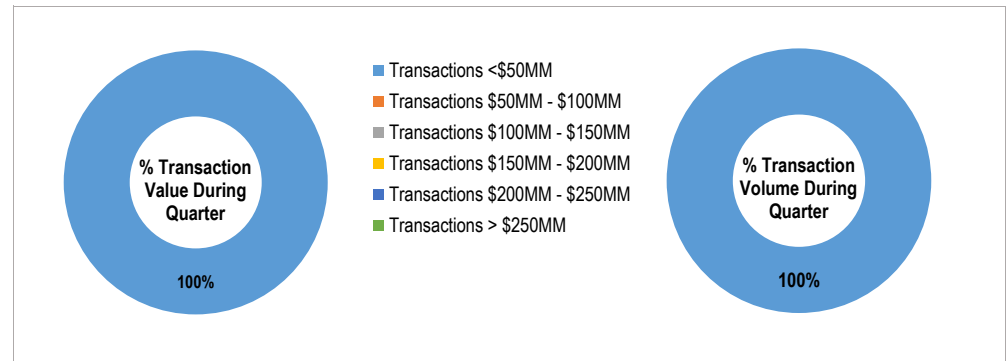 % Transaction
Value During
Quarter
100%
Transactions <$50MM
Transactions $50MM - $100MM
Transactions $100MM - $150MM
Transactions $150MM - $200MM
Transactions $200MM - $250MM
Transactions > $250MM
% Transaction
Volume During
Quarter
100%